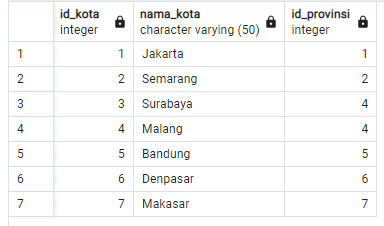 id_kota nama_kota id_provinsi
integer character varying (50) integer
1 1 Jakarta 1
2 2 Semarang 2
3 3 Surabaya 4
4 4 Malang 4
5 5 Bandung 5
6 6 Denpasar 6
7 7 Makasar 7